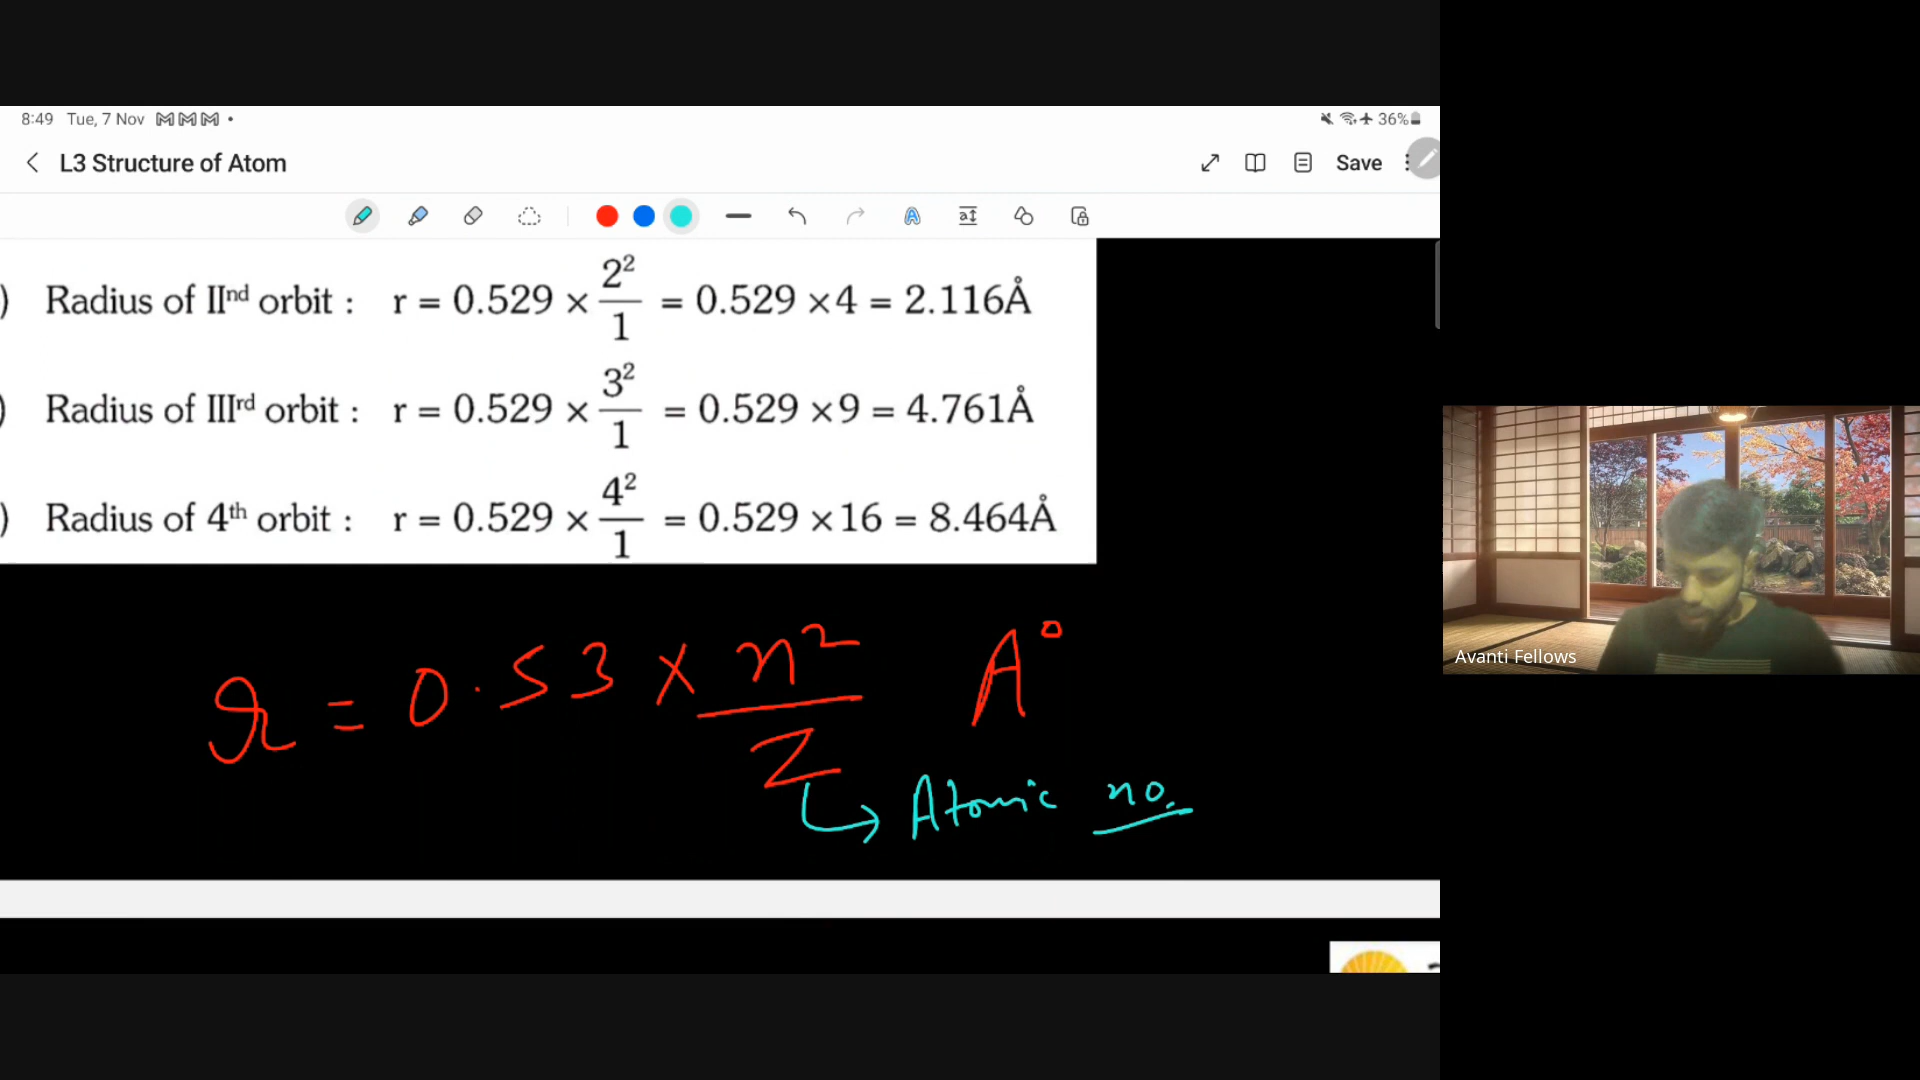 8:49 Tue, 7 Nov
36%
L3 Structure of Atom
Save
) Radius of IIⁿᵈ orbit : r = 0.529 × 2²/1 = 0.529 ×4 = 2.116Å
) Radius of IIIʳᵈ orbit : r = 0.529 × 3²/1 = 0.529 ×9 = 4.761Å
) Radius of 4ᵗʰ orbit : r = 0.529 × 4²/1 = 0.529 ×16 = 8.464Å
r = 0.53 × n²/Z A°
Atomic no.
Avanti Fellows